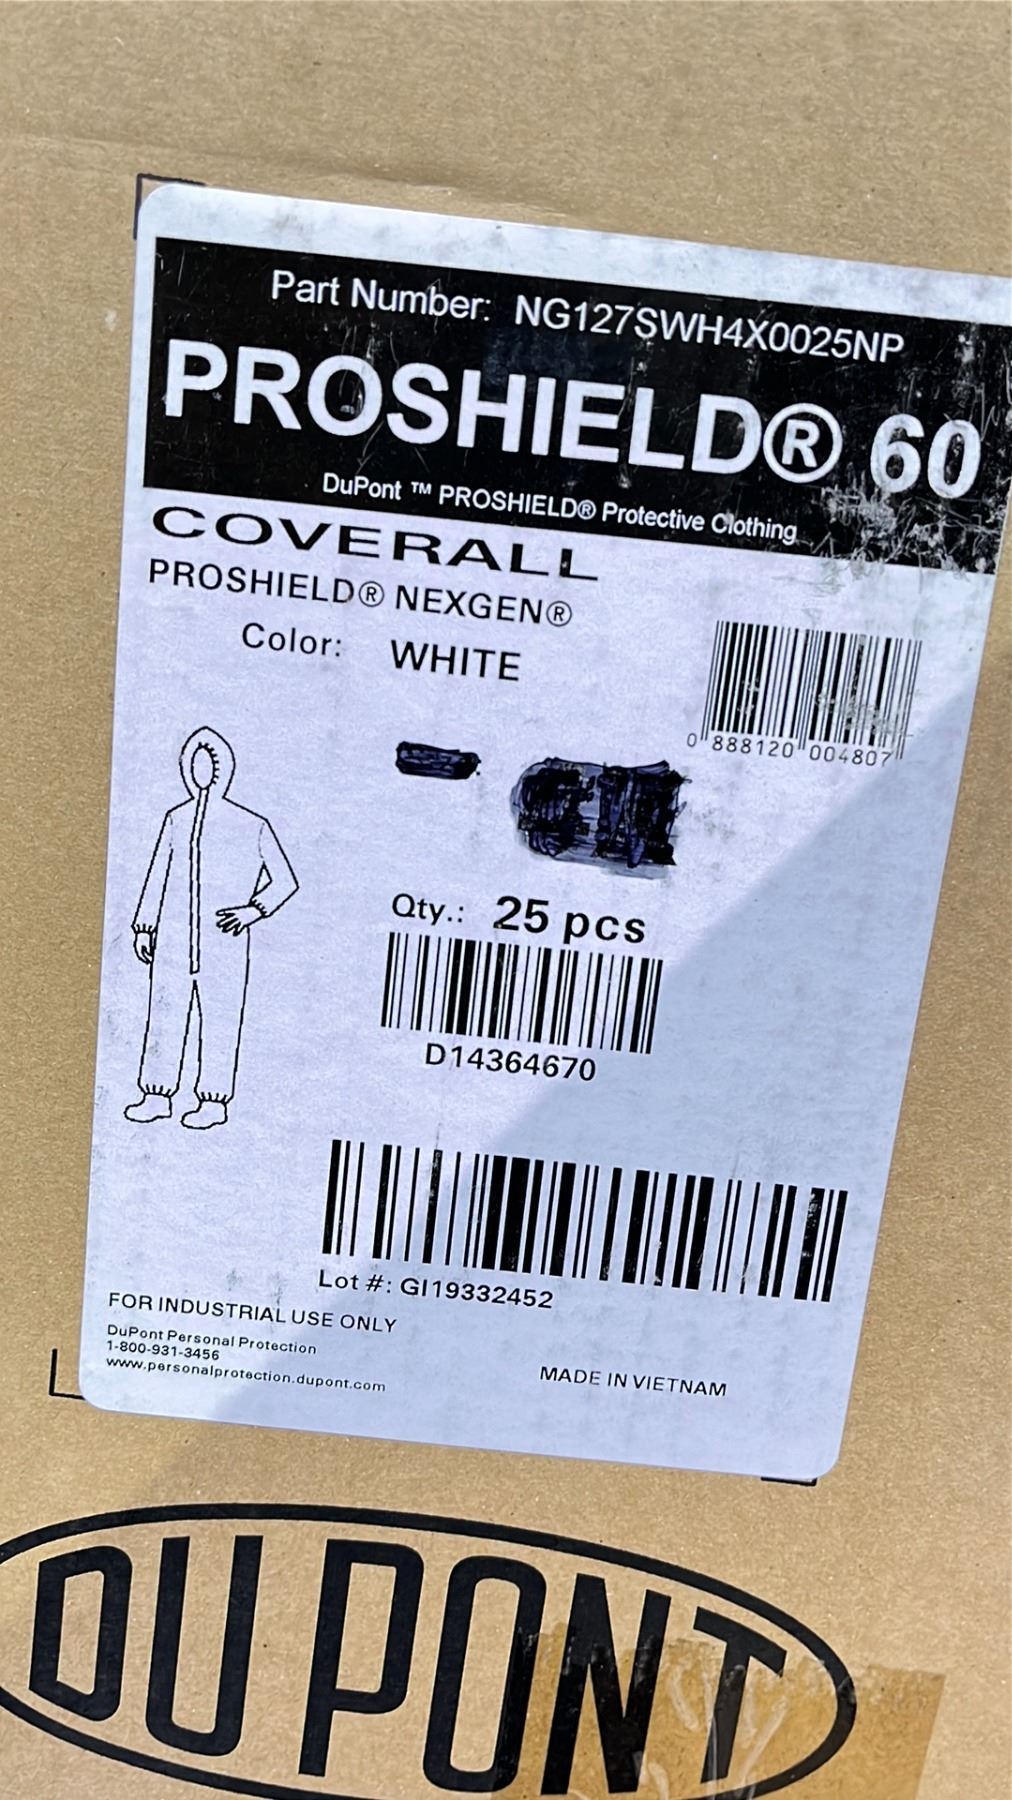 Part Number: NG127SWH4X0025NP
PROSHIELD® 60
DuPont ™ PROSHIELD® Protective Clothing
COVERALL
PROSHIELD® NEXGEN®
Color: WHITE
0 888120 004807
Qty.: 25 pcs
D14364670
Lot #: GI19332452
FOR INDUSTRIAL USE ONLY
DuPont Personal Protection
1-800-931-3456
www.personalprotection.dupont.com
MADE IN VIETNAM
DUPONT